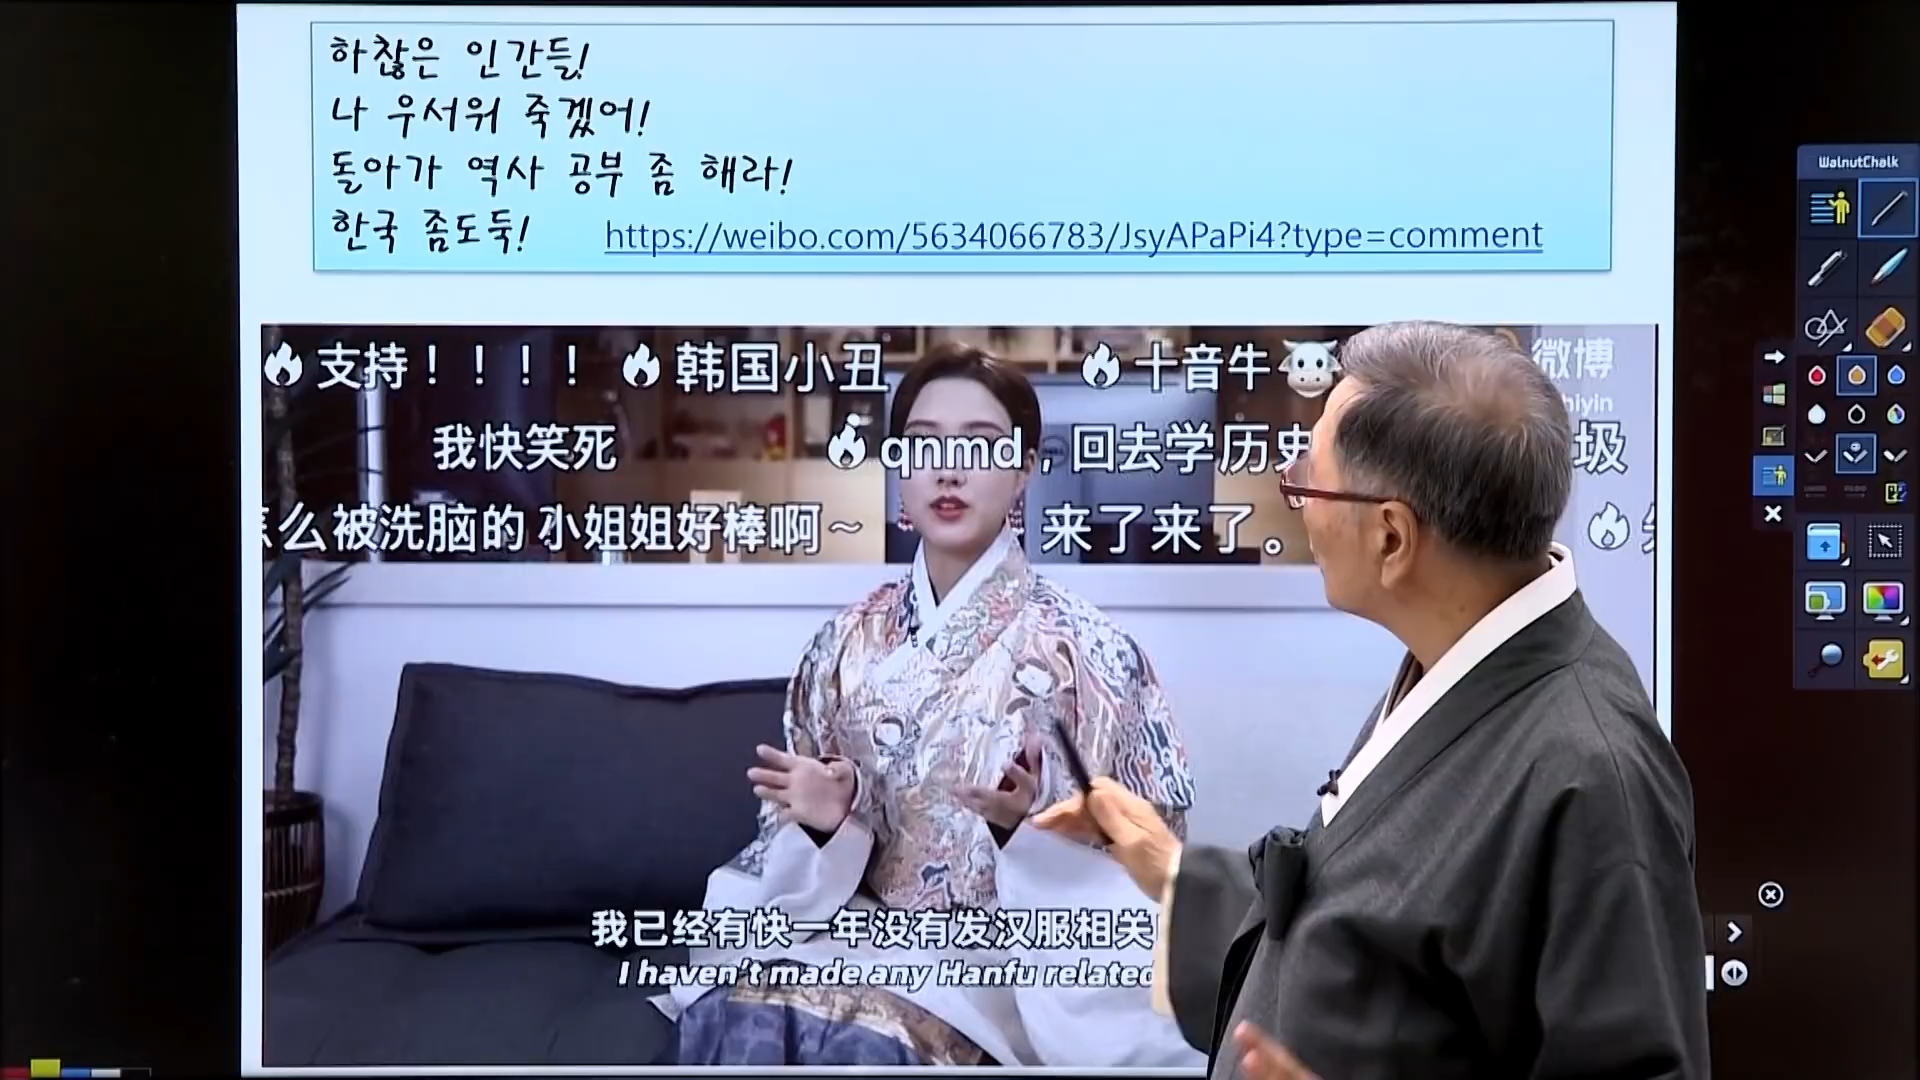 하찮은 인간들!
나 우서워 죽겠어!
돌아가 역사 공부 좀 해라!
한국 좀도둑!
https://weibo.com/5634066783/JsyAPaPi4?type=comment
WalnutChalk
支持！！！！
韩国小丑
十音牛
微博
hiyin
我快笑死
qnmd，回去学历史
圾
么被洗脑的
小姐姐好棒啊～
来了来了。
我已经有快一年没有发汉服相关
I haven't made any Hanfu related